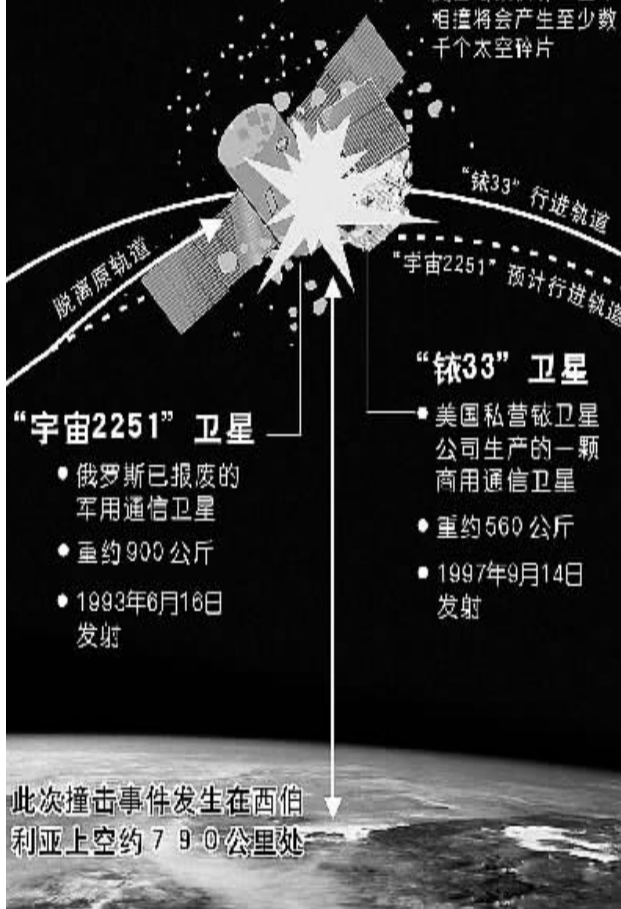 相撞将会产生至少数
千个太空碎片
“铱33”行进轨道
“宇宙2251”预计行进轨道
脱离原轨道
“铱33”卫星
美国私营铱卫星
公司生产的一颗
商用通信卫星
重约560公斤
1997年9月14日
发射
“宇宙2251”卫星
俄罗斯已报废的
军用通信卫星
重约900公斤
1993年6月16日
发射
此次撞击事件发生在西伯
利亚上空约790公里处